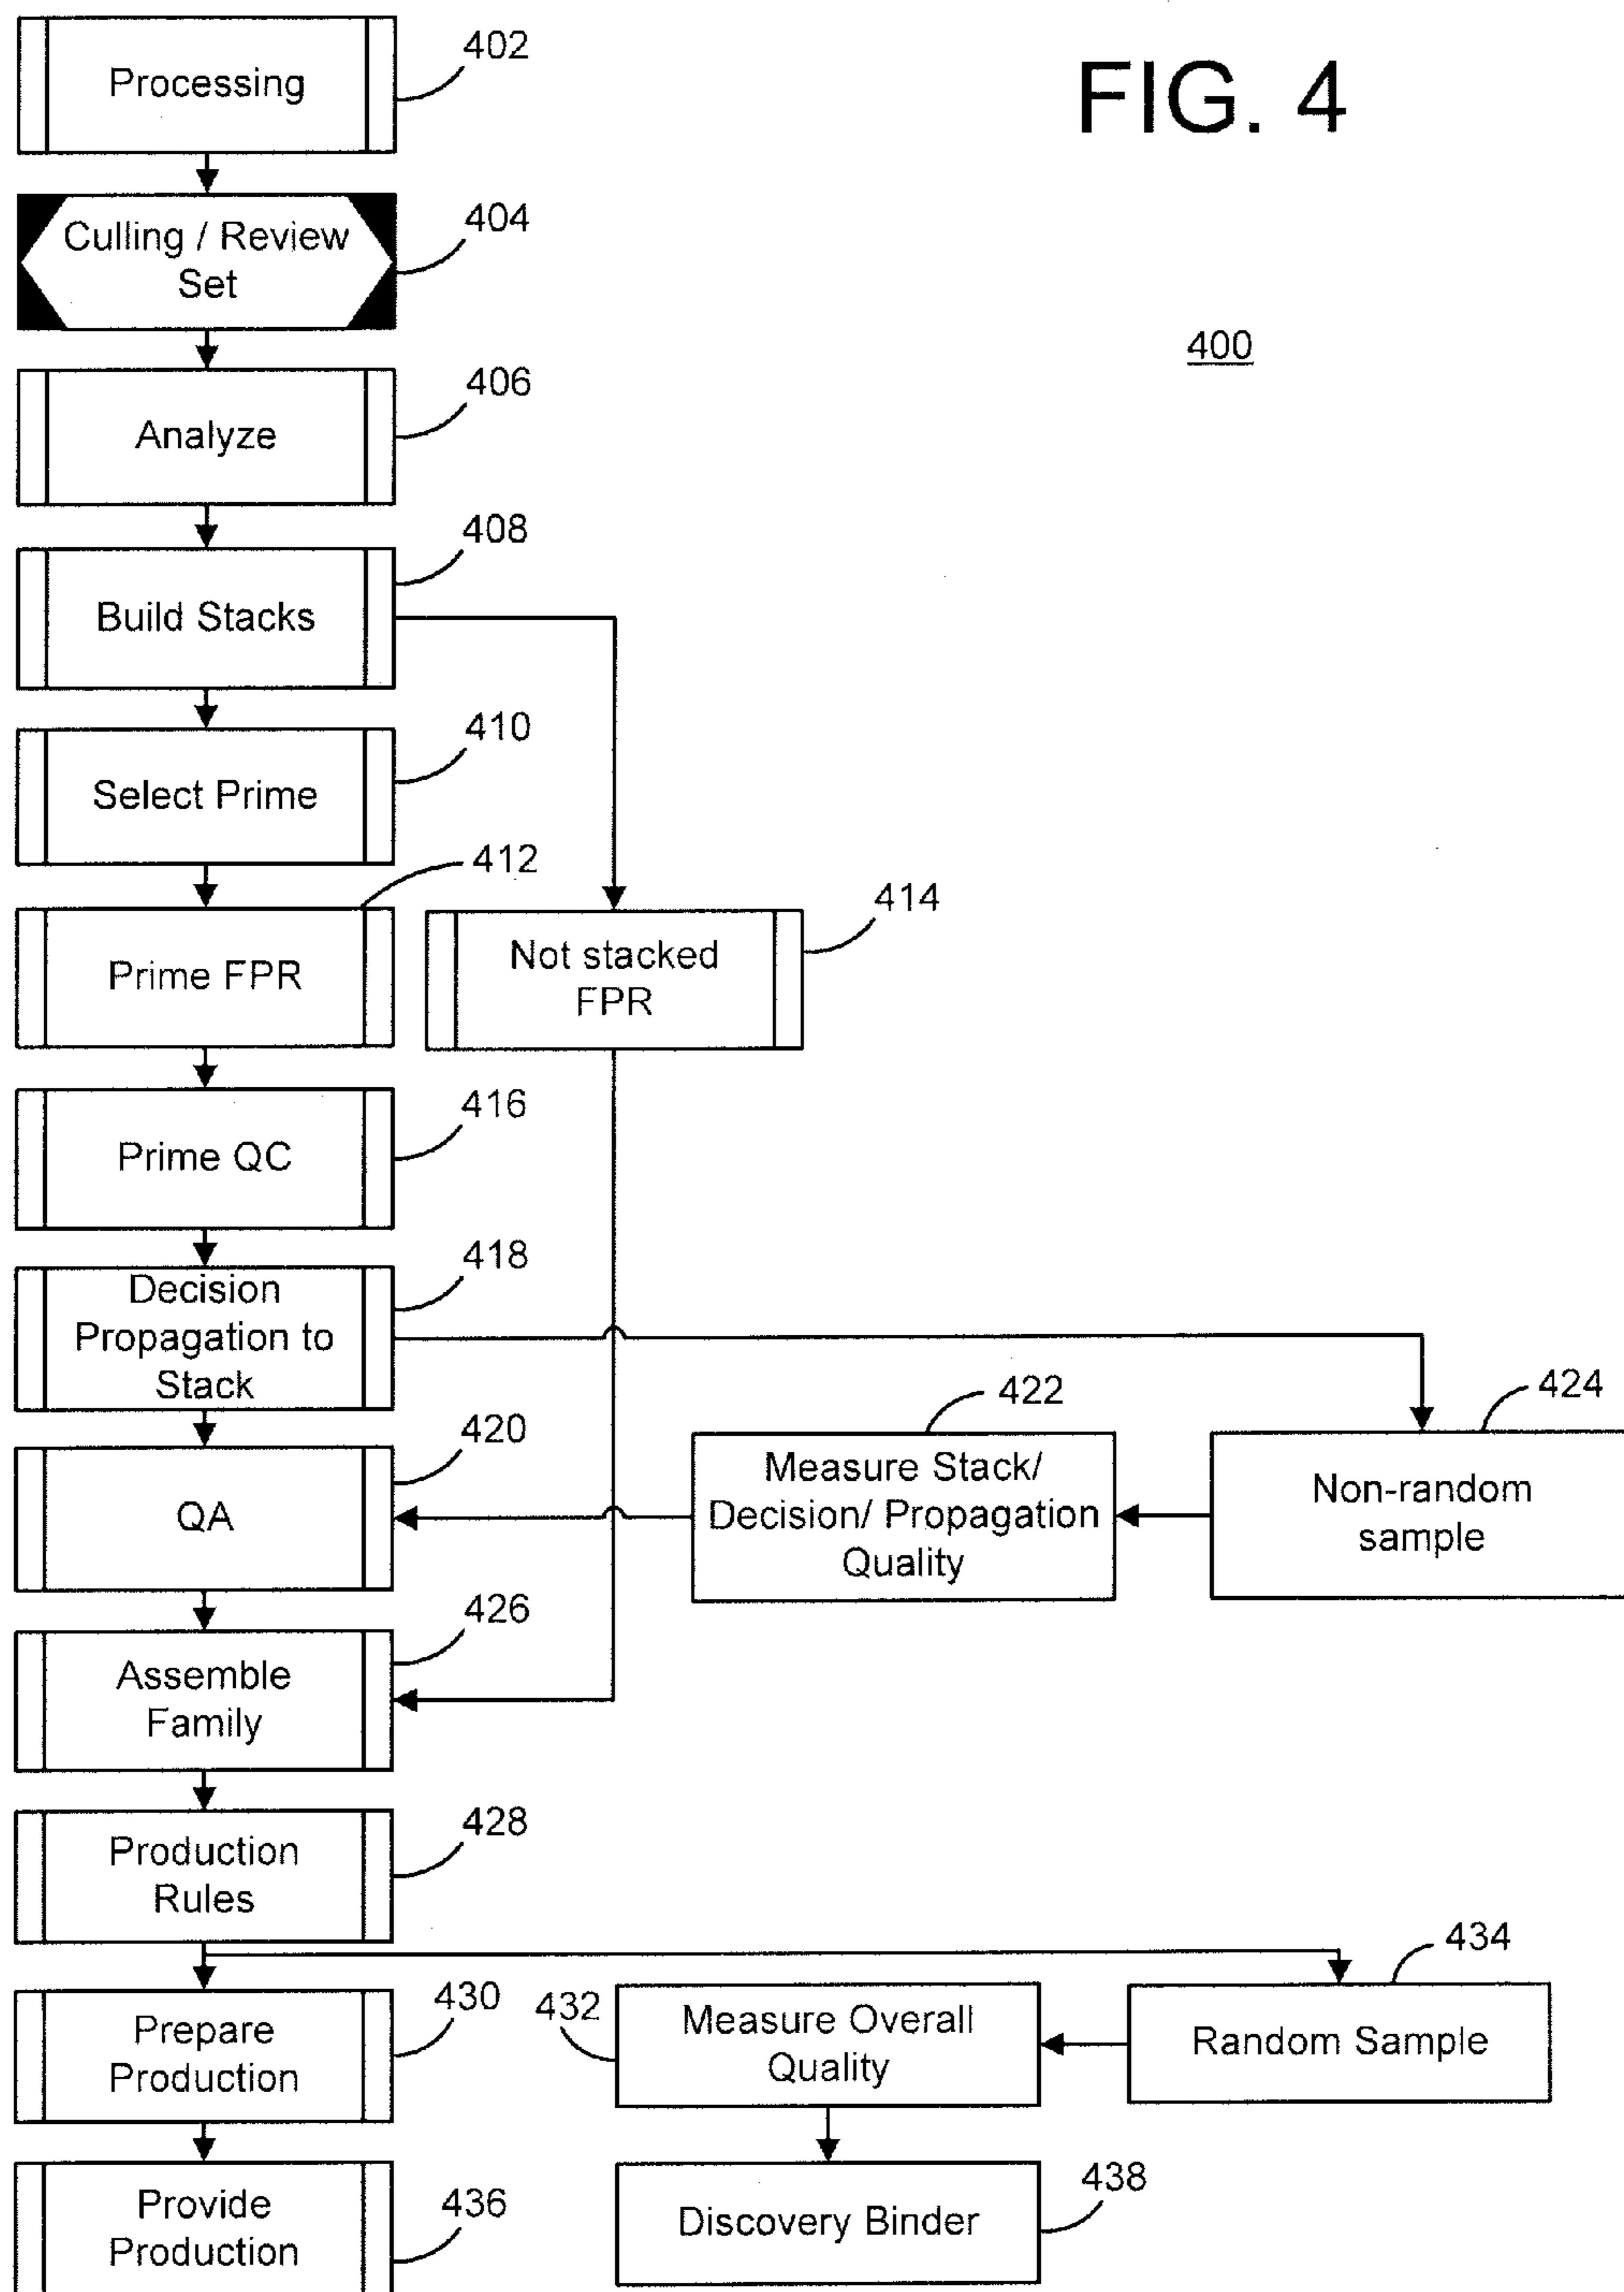 FIG. 4
400
Processing
402
Culling / Review
Set
404
Analyze
406
Build Stacks
408
Select Prime
410
Prime FPR
412
Not stacked
FPR
414
Prime QC
416
Decision
Propagation to
Stack
418
QA
420
Measure Stack/
Decision/ Propagation
Quality
422
Non-random
sample
424
Assemble
Family
426
Production
Rules
428
Prepare
Production
430
Measure Overall
Quality
432
Random Sample
434
Provide
Production
436
Discovery Binder
438